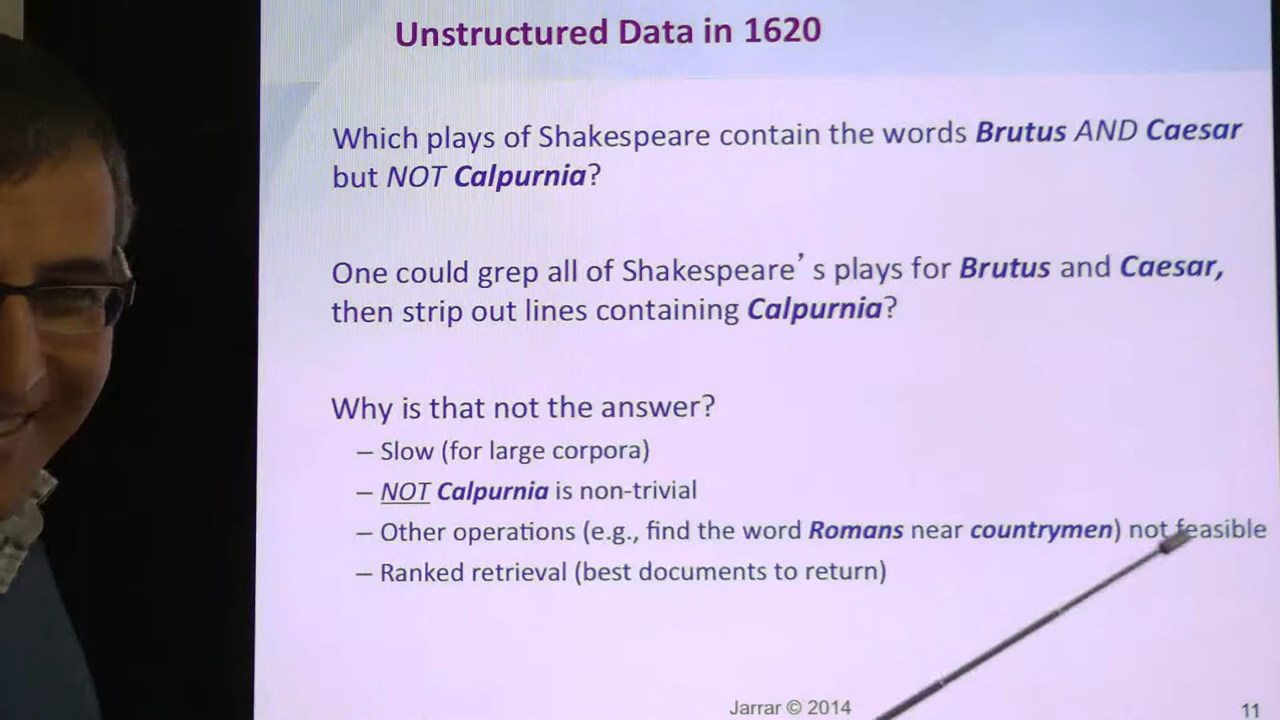 Unstructured Data in 1620
Which plays of Shakespeare contain the words Brutus AND Caesar
but NOT Calpurnia?
One could grep all of Shakespeare’s plays for Brutus and Caesar,
then strip out lines containing Calpurnia?
Why is that not the answer?
– Slow (for large corpora)
– NOT Calpurnia is non-trivial
– Other operations (e.g., find the word Romans near countrymen) not feasible
– Ranked retrieval (best documents to return)
Jarrar © 2014
11